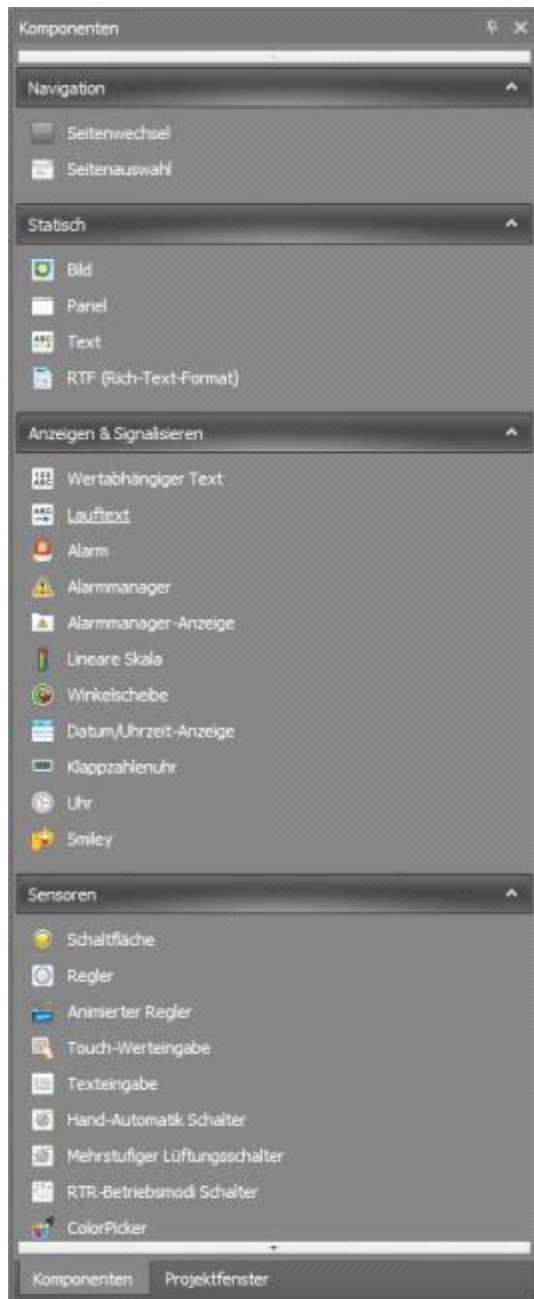 Komponenten
Navigation
Seitenwechsel
Seitenauswahl
Statisch
Bild
Panel
Text
RTF (Rich-Text-Format)
Anzeigen & Signalisieren
Wertabhängiger Text
Lauftext
Alarm
Alarmmanager
Alarmmanager-Anzeige
Lineare Skala
Winkelscheibe
Datum/Uhrzeit-Anzeige
Klappzahlenuhr
Uhr
Smiley
Sensoren
Schaltfläche
Regler
Animierter Regler
Touch-Werteingabe
Texteingabe
Hand-Automatik Schalter
Mehrstufiger Lüftungsschalter
RTR-Betriebsmodi Schalter
ColorPicker
Komponenten Projektfenster